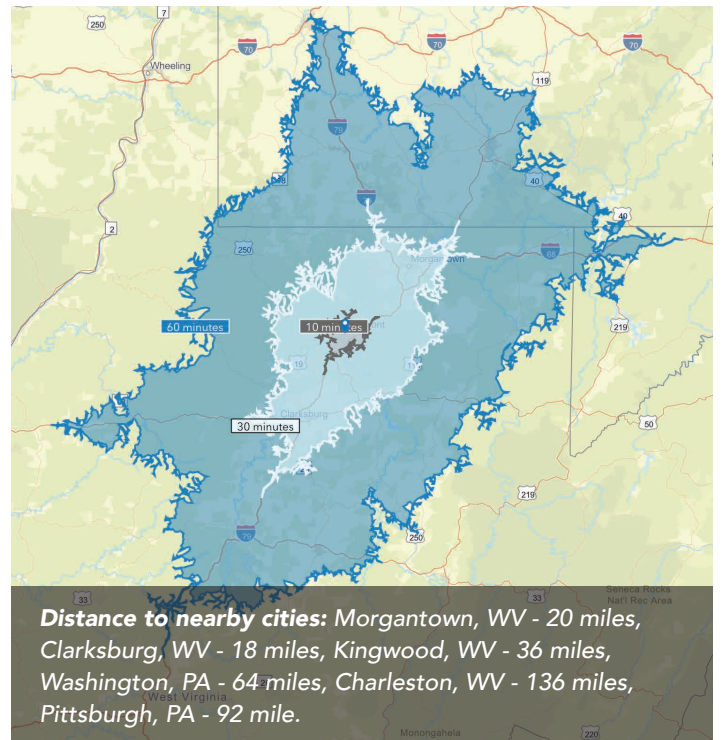 7
250
70
70
70
Wheeling
119
79
40
250
40
2
Morgantown
68
219
60 minutes
10 minutes
19
Clarksburg
30 minutes
50
219
79
250
33
33
Seneca Rocks
Nat'l Rec Area
Distance to nearby cities: Morgantown, WV - 20 miles,
Clarksburg, WV - 18 miles, Kingwood, WV - 36 miles,
Washington, PA - 64 miles, Charleston, WV - 136 miles,
West Virginia
Pittsburgh, PA - 92 mile.
Monongahela
220